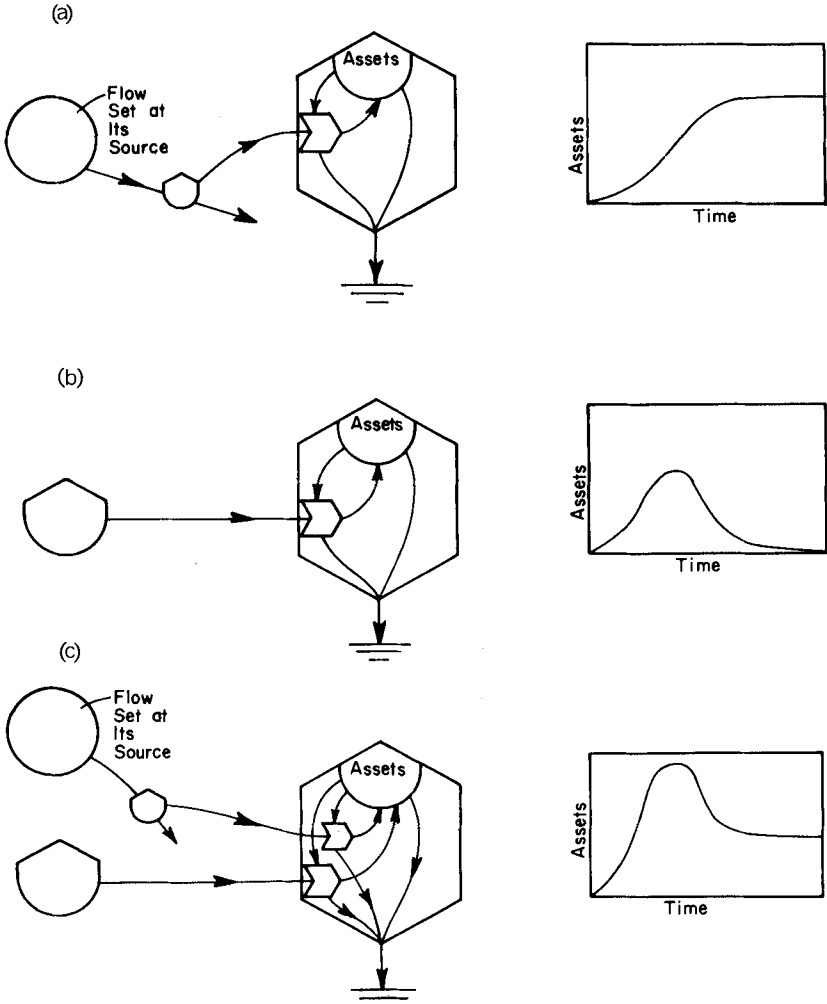 (a)
Flow
Set at
Its
Source
Assets
Assets
Time
(b)
Assets
Assets
Time
(c)
Flow
Set at
Its
Source
Assets
Assets
Time